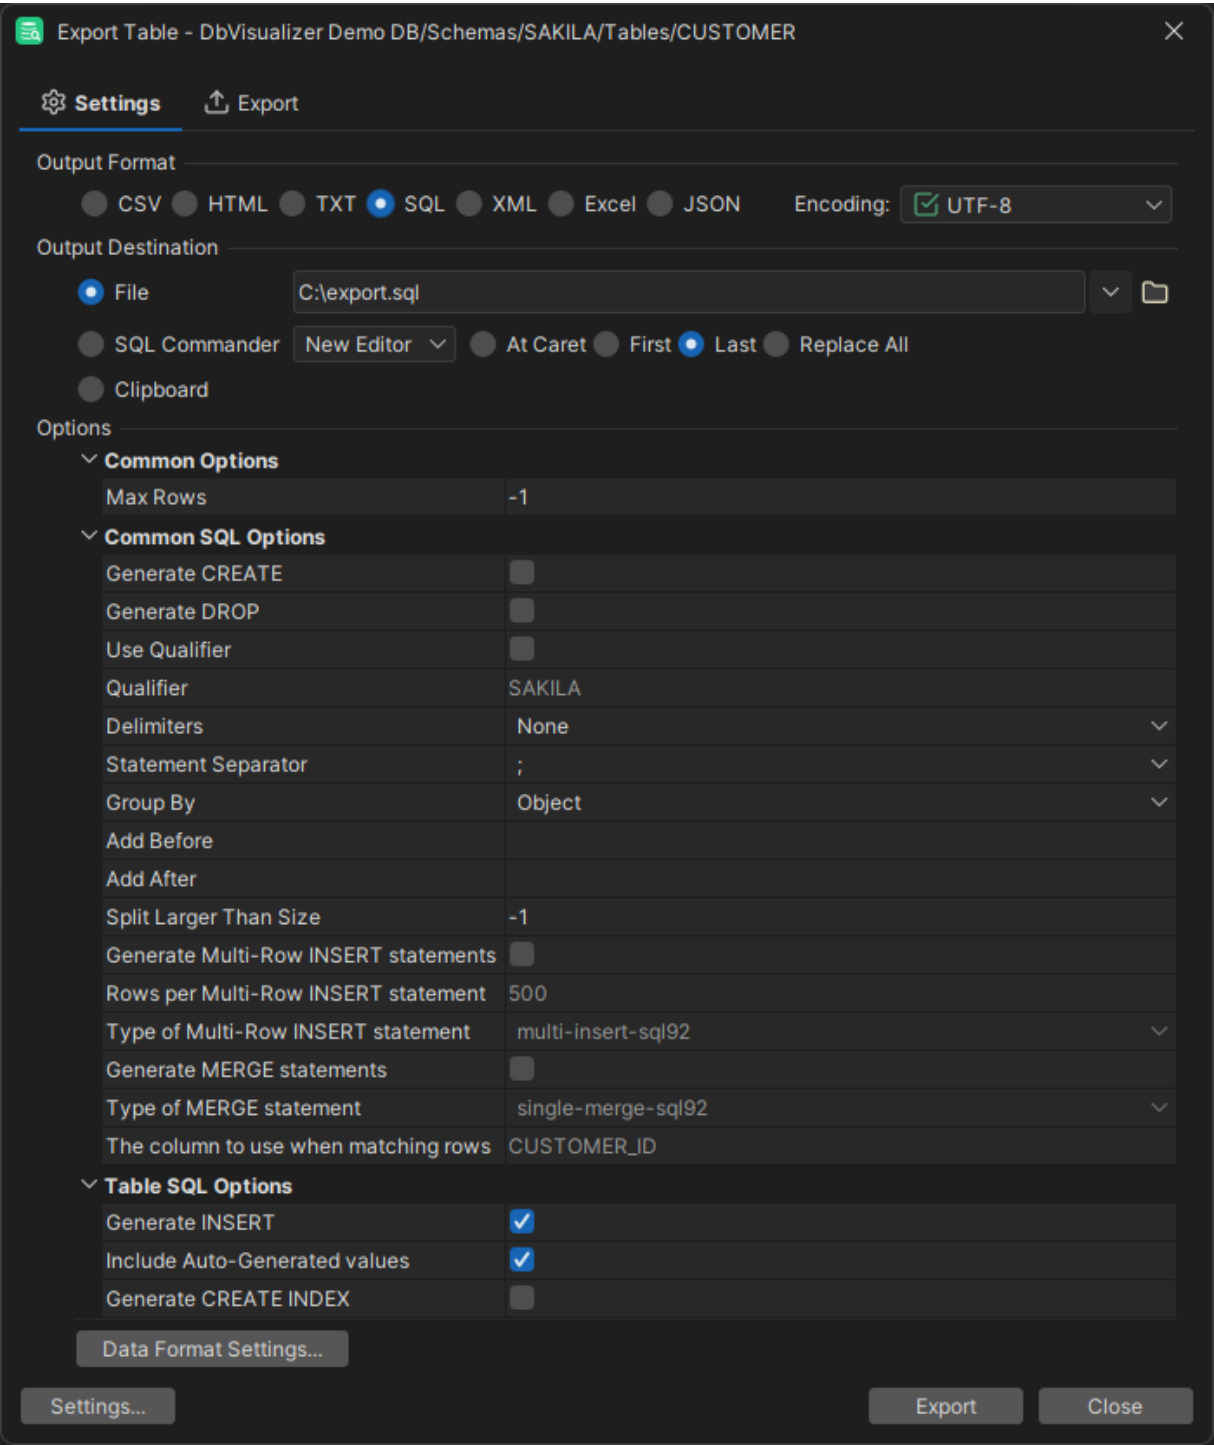 Export Table - DbVisualizer Demo DB/Schemas/SAKILA/Tables/CUSTOMER
Settings Export
Output Format
CSV HTML TXT SQL XML Excel JSON Encoding: UTF-8
Output Destination
File C:\export.sql
SQL Commander New Editor At Caret First Last Replace All
Clipboard
Options
Common Options
Max Rows -1
Common SQL Options
Generate CREATE
Generate DROP
Use Qualifier
Qualifier SAKILA
Delimiters None
Statement Separator ;
Group By Object
Add Before
Add After
Split Larger Than Size -1
Generate Multi-Row INSERT statements
Rows per Multi-Row INSERT statement 500
Type of Multi-Row INSERT statement multi-insert-sql92
Generate MERGE statements
Type of MERGE statement single-merge-sql92
The column to use when matching rows CUSTOMER_ID
Table SQL Options
Generate INSERT
Include Auto-Generated values
Generate CREATE INDEX
Data Format Settings...
Settings... Export Close